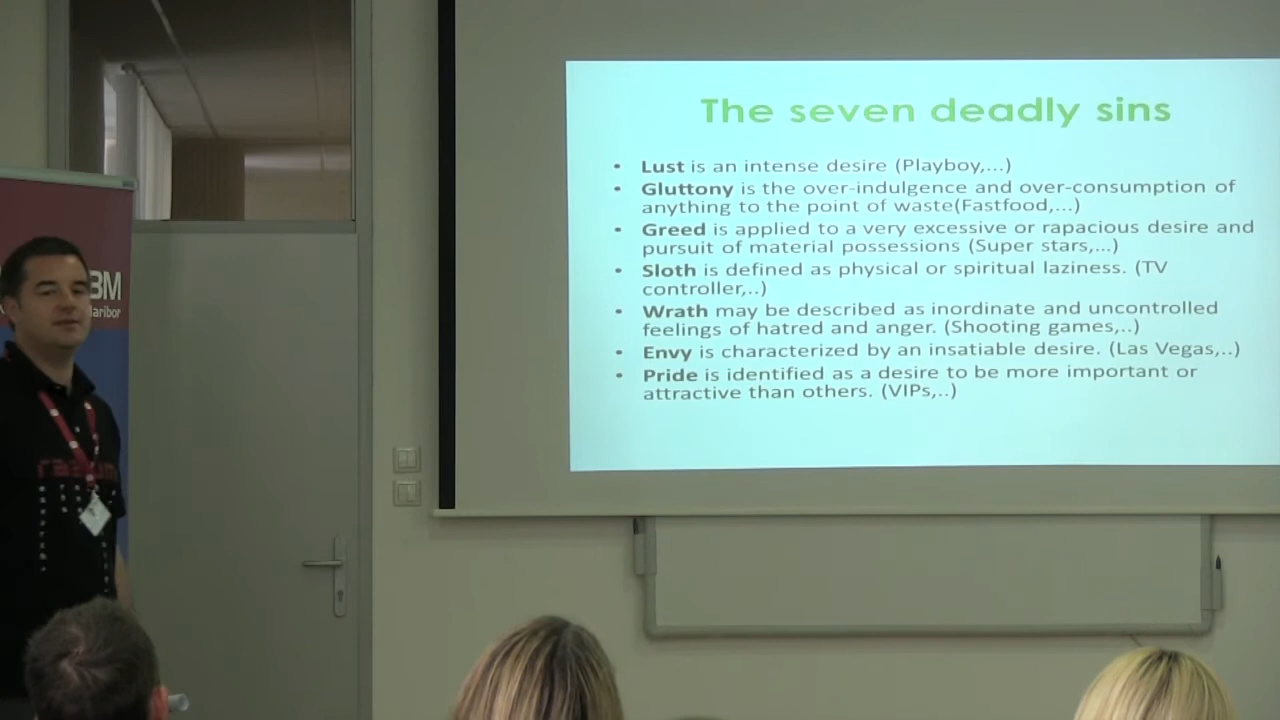 The seven deadly sins
• Lust is an intense desire (Playboy,...)
• Gluttony is the over-indulgence and over-consumption of
anything to the point of waste(Fastfood,...)
• Greed is applied to a very excessive or rapacious desire and
pursuit of material possessions (Super stars,...)
• Sloth is defined as physical or spiritual laziness. (TV
controller,..)
• Wrath may be described as inordinate and uncontrolled
feelings of hatred and anger. (Shooting games,..)
• Envy is characterized by an insatiable desire. (Las Vegas,..)
• Pride is identified as a desire to be more important or
attractive than others. (VIPs,..)
BM
aribor